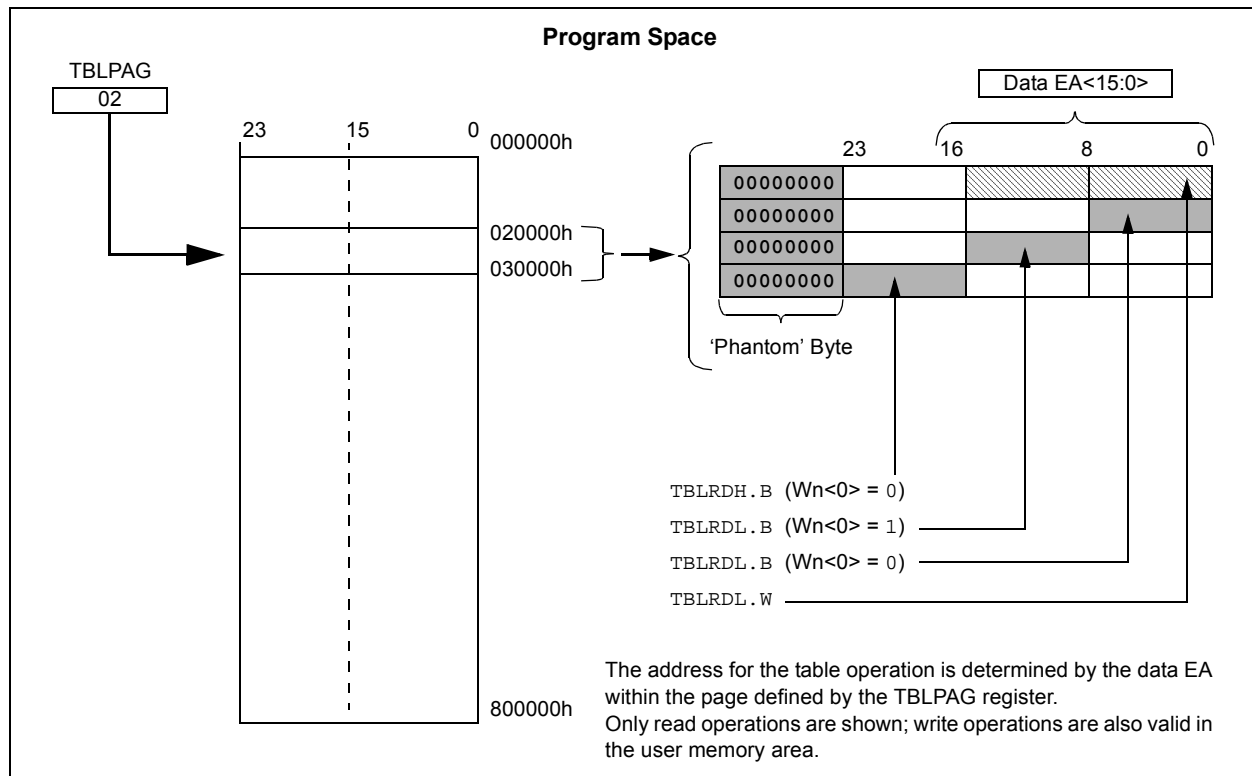 Program Space
TBLPAG
02
Data EA<15:0>
23 15 0
000000h
23 16 8 0
00000000
00000000
00000000
00000000
020000h
030000h
‘Phantom’ Byte
TBLRDH.B (Wn<0> = 0)
TBLRDL.B (Wn<0> = 1)
TBLRDL.B (Wn<0> = 0)
TBLRDL.W
800000h
The address for the table operation is determined by the data EA
within the page defined by the TBLPAG register.
Only read operations are shown; write operations are also valid in
the user memory area.